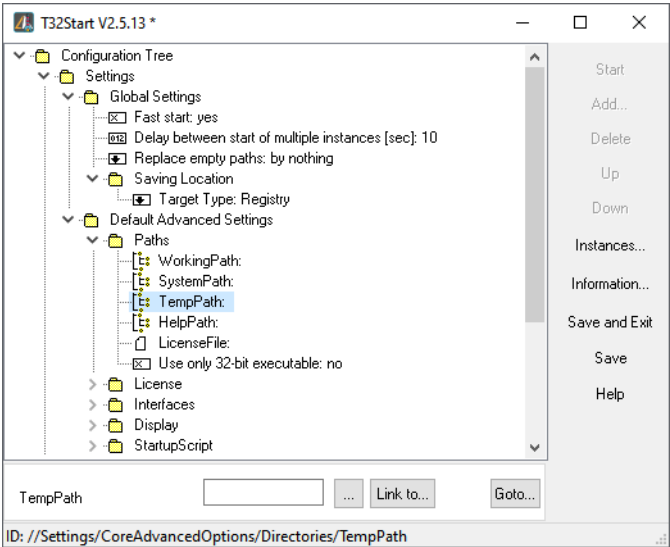 T32Start V2.5.13 *
Configuration Tree
Settings
Global Settings
Fast start: yes
012 Delay between start of multiple instances [sec]: 10
Replace empty paths: by nothing
Saving Location
Target Type: Registry
Default Advanced Settings
Paths
WorkingPath:
SystemPath:
TempPath:
HelpPath:
LicenseFile:
Use only 32-bit executable: no
License
Interfaces
Display
StartupScript
Start
Add...
Delete
Up
Down
Instances...
Information...
Save and Exit
Save
Help
TempPath
...
Link to...
Goto...
ID: //Settings/CoreAdvancedOptions/Directories/TempPath